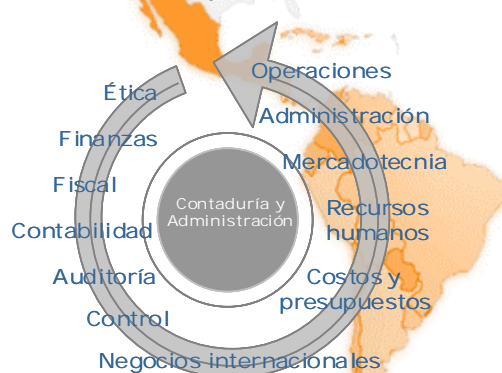 Operaciones
Ética
Administración
Finanzas
Mercadotecnia
Fiscal
Contaduría y
Administración
Recursos
humanos
Contabilidad
Auditoría
Costos y
presupuestos
Control
Negocios internacionales